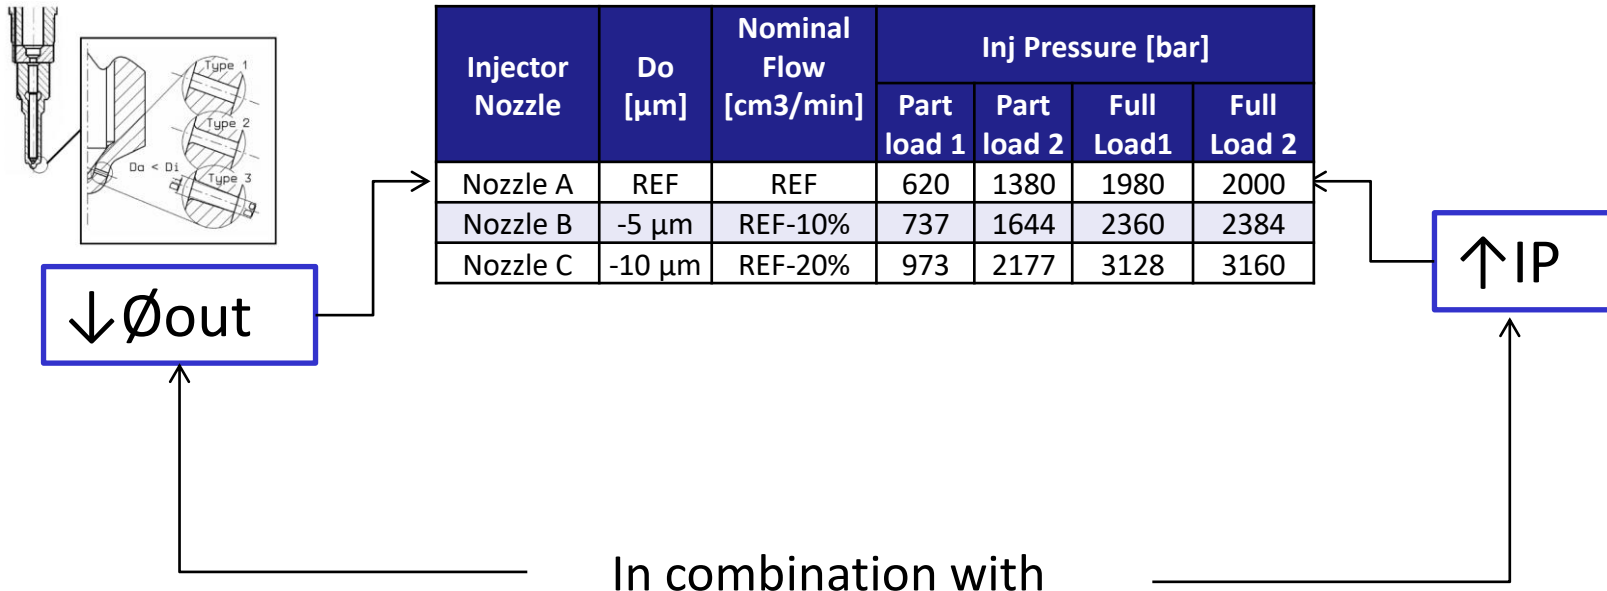 Type 1
Type 2
Da < Di
Type 3
Injector Nozzle
Do [µm]
Nominal Flow [cm3/min]
Inj Pressure [bar]
Part load 1
Part load 2
Full Load1
Full Load 2
Nozzle A REF REF 620 1380 1980 2000
Nozzle B -5 µm REF-10% 737 1644 2360 2384
Nozzle C -10 µm REF-20% 973 2177 3128 3160
↓Øout
↑IP
In combination with